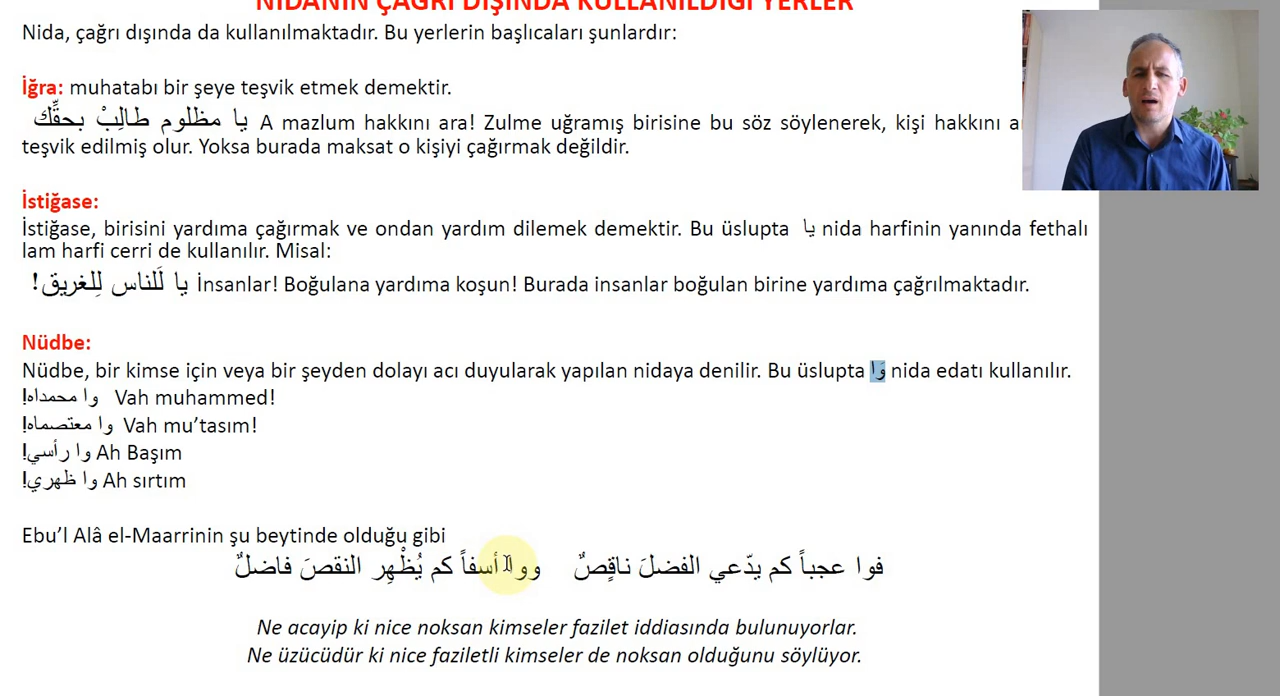 NİDANIN ÇAĞRI DIŞINDA KULLANILDIĞI YERLER
Nida, çağrı dışında da kullanılmaktadır. Bu yerlerin başlıcaları şunlardır:
İğra: muhatabı bir şeye teşvik etmek demektir.
يا مظلوم طالِبْ بحقِّك A mazlum hakkını ara! Zulme uğramış birisine bu söz söylenerek, kişi hakkını
teşvik edilmiş olur. Yoksa burada maksat o kişiyi çağırmak değildir.
İstiğase:
İstiğase, birisini yardıma çağırmak ve ondan yardım dilemek demektir. Bu üslupta يا nida harfinin yanında fethalı
lam harfi cerri de kullanılır. Misal:
يا لَلناس لِلغريق! İnsanlar! Boğulana yardıma koşun! Burada insanlar boğulan birine yardıma çağrılmaktadır.
Nüdbe:
Nüdbe, bir kimse için veya bir şeyden dolayı acı duyularak yapılan nidaya denilir. Bu üslupta وَا nida edatı kullanılır.
وا محمداه! Vah muhammed!
وا معتصماه! Vah mu’tasım!
وا رأسي! Ah Başım
وا ظهري! Ah sırtım
Ebu’l Alâ el-Maarrinin şu beytinde olduğu gibi
فوا عجباً كم يدّعي الفضلَ ناقِصٌ ووا أسفاً كم يُظْهِر النقصَ فاضلٌ
Ne acayip ki nice noksan kimseler fazilet iddiasında bulunuyorlar.
Ne üzücüdür ki nice faziletli kimseler de noksan olduğunu söylüyor.